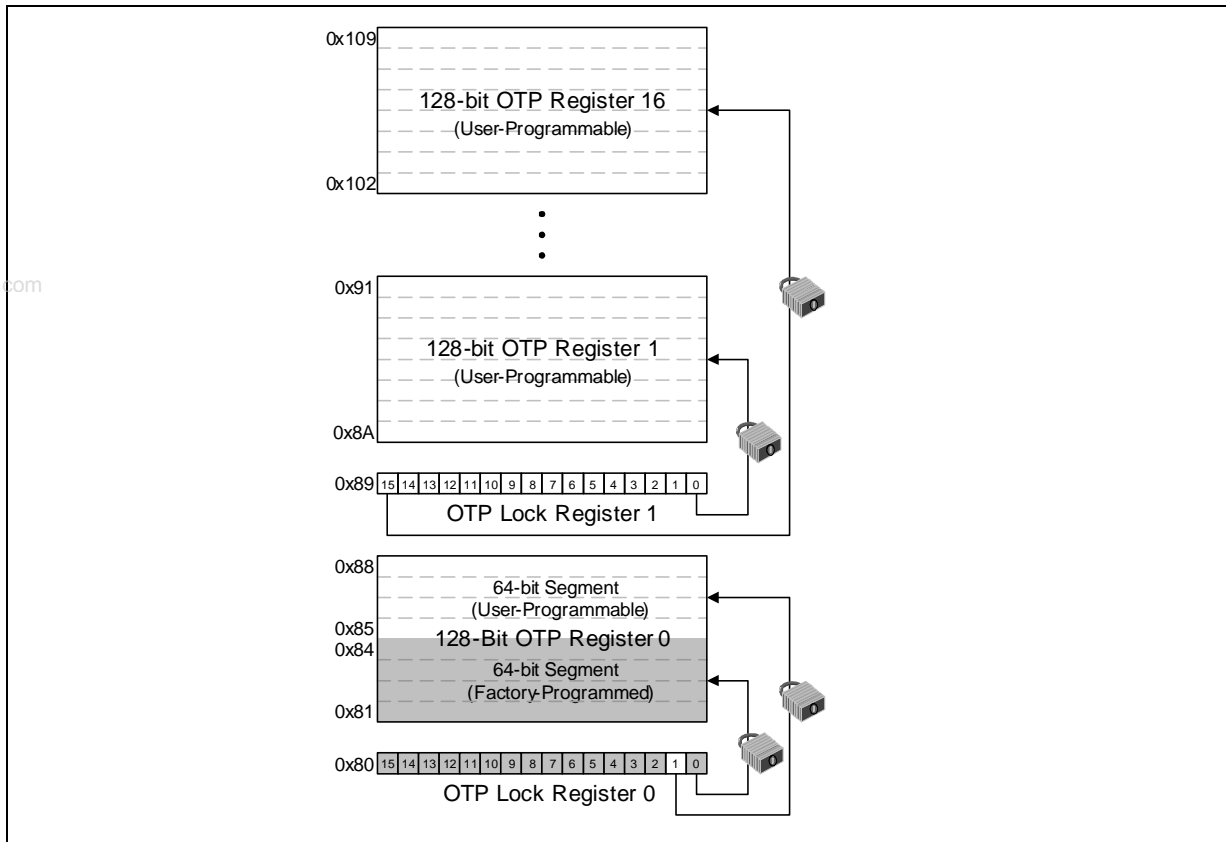 0x109
128-bit OTP Register 16
(User-Programmable)
0x102
com
0x91
128-bit OTP Register 1
(User-Programmable)
0x8A
0x89 15 14 13 12 11 10 9 8 7 6 5 4 3 2 1 0
OTP Lock Register 1
0x88
64-bit Segment
(User-Programmable)
0x85
128-Bit OTP Register 0
0x84
64-bit Segment
(Factory-Programmed)
0x81
0x80 15 14 13 12 11 10 9 8 7 6 5 4 3 2 1 0
OTP Lock Register 0